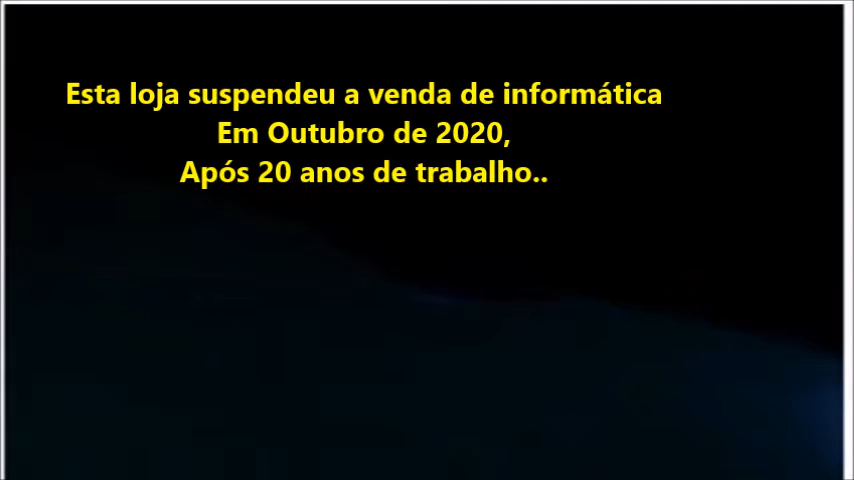 Esta loja suspendeu a venda de informática
Em Outubro de 2020,
Após 20 anos de trabalho..